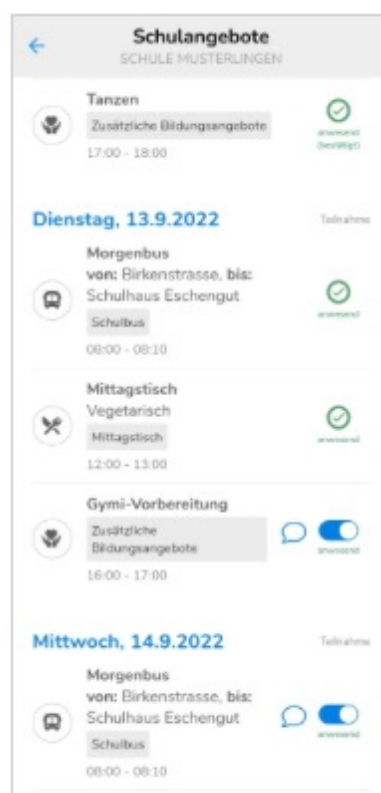 Schulangebote
SCHULE MUSTERLINGEN
Tanzen
Zusätzliche Bildungsangebote
17:00 - 18:00
anwesend
(bestätigt)
Dienstag, 13.9.2022
Teilnahme
Morgenbus
von: Birkenstrasse, bis:
Schulhaus Eschengut
Schulbus
08:00 - 08:10
anwesend
Mittagstisch
Vegetarisch
Mittagstisch
12:00 - 13:00
anwesend
Gymi-Vorbereitung
Zusätzliche
Bildungsangebote
16:00 - 17:00
anwesend
Mittwoch, 14.9.2022
Teilnahme
Morgenbus
von: Birkenstrasse, bis:
Schulhaus Eschengut
Schulbus
08:00 - 08:10
anwesend